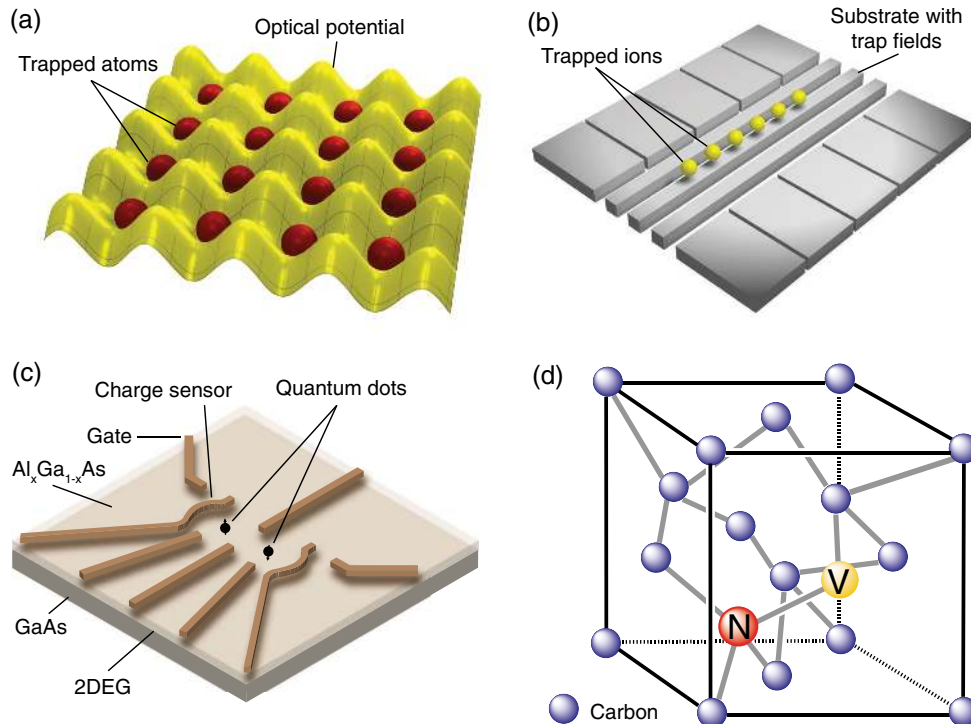 (a)
Optical potential
Trapped atoms
(b)
Substrate with
trap fields
Trapped ions
(c)
Charge sensor
Quantum dots
Gate
AlxGa1-xAs
GaAs
2DEG
(d)
V
N
Carbon